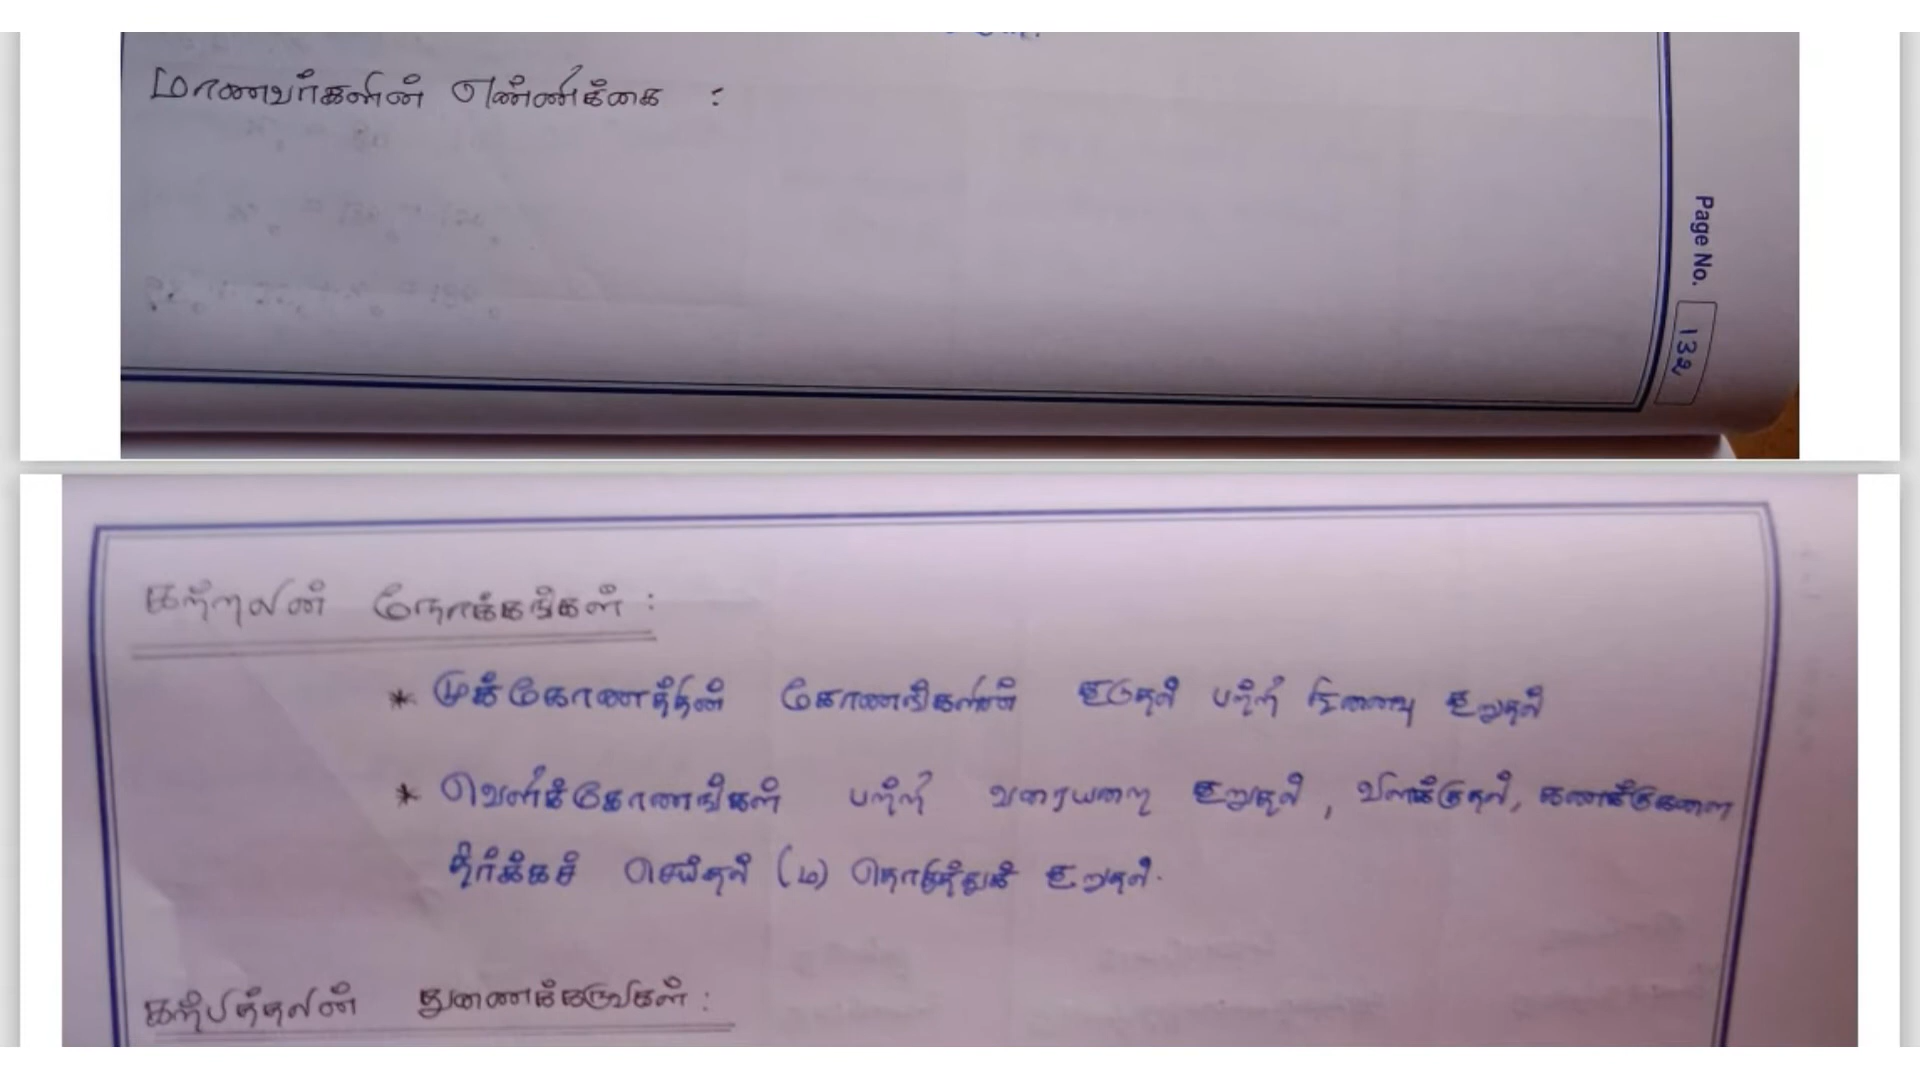 மாணவர்களின் எண்ணிக்கை :
Page No. 132
கற்றலின் நோக்கங்கள் :
* முக்கோணத்தின் கோணங்களின் கூடுதல் பற்றி நினைவு கூறுதல்
* வெளிக்கோணங்கள் பற்றி வரையறை கூறுதல், விளக்குதல், கணக்குகளை
தீர்க்கச் செய்தல் (ம) தொகுத்துக் கூறுதல்.
கற்பித்தலின் துணைக்கருவிகள் :